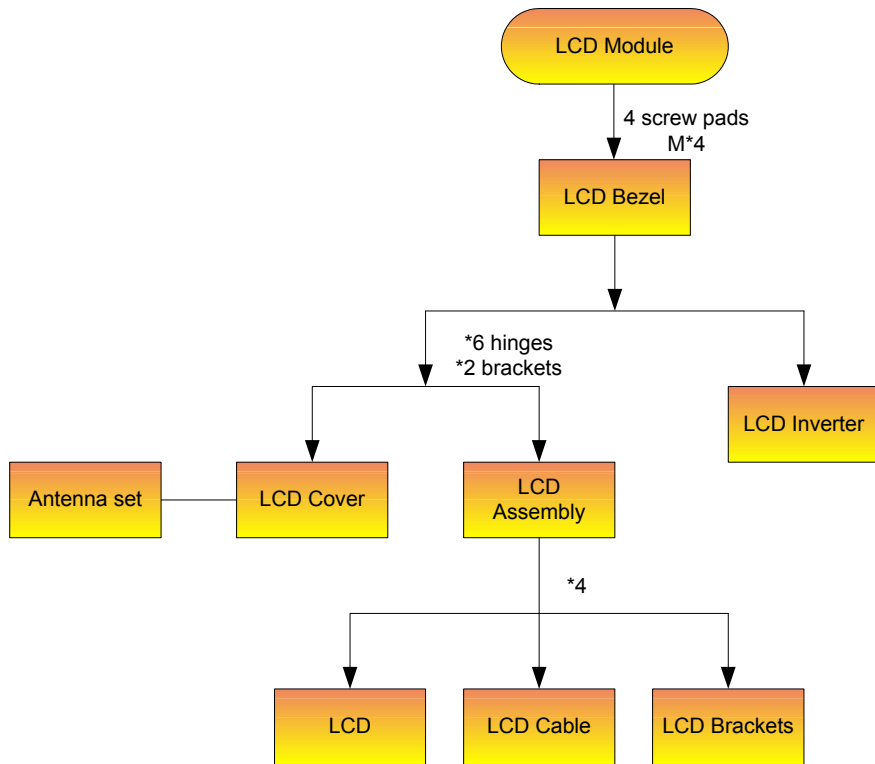 LCD Module
4 screw pads
M*4
LCD Bezel
*6 hinges
*2 brackets
LCD Inverter
Antenna set
LCD Cover
LCD
Assembly
*4
LCD
LCD Cable
LCD Brackets